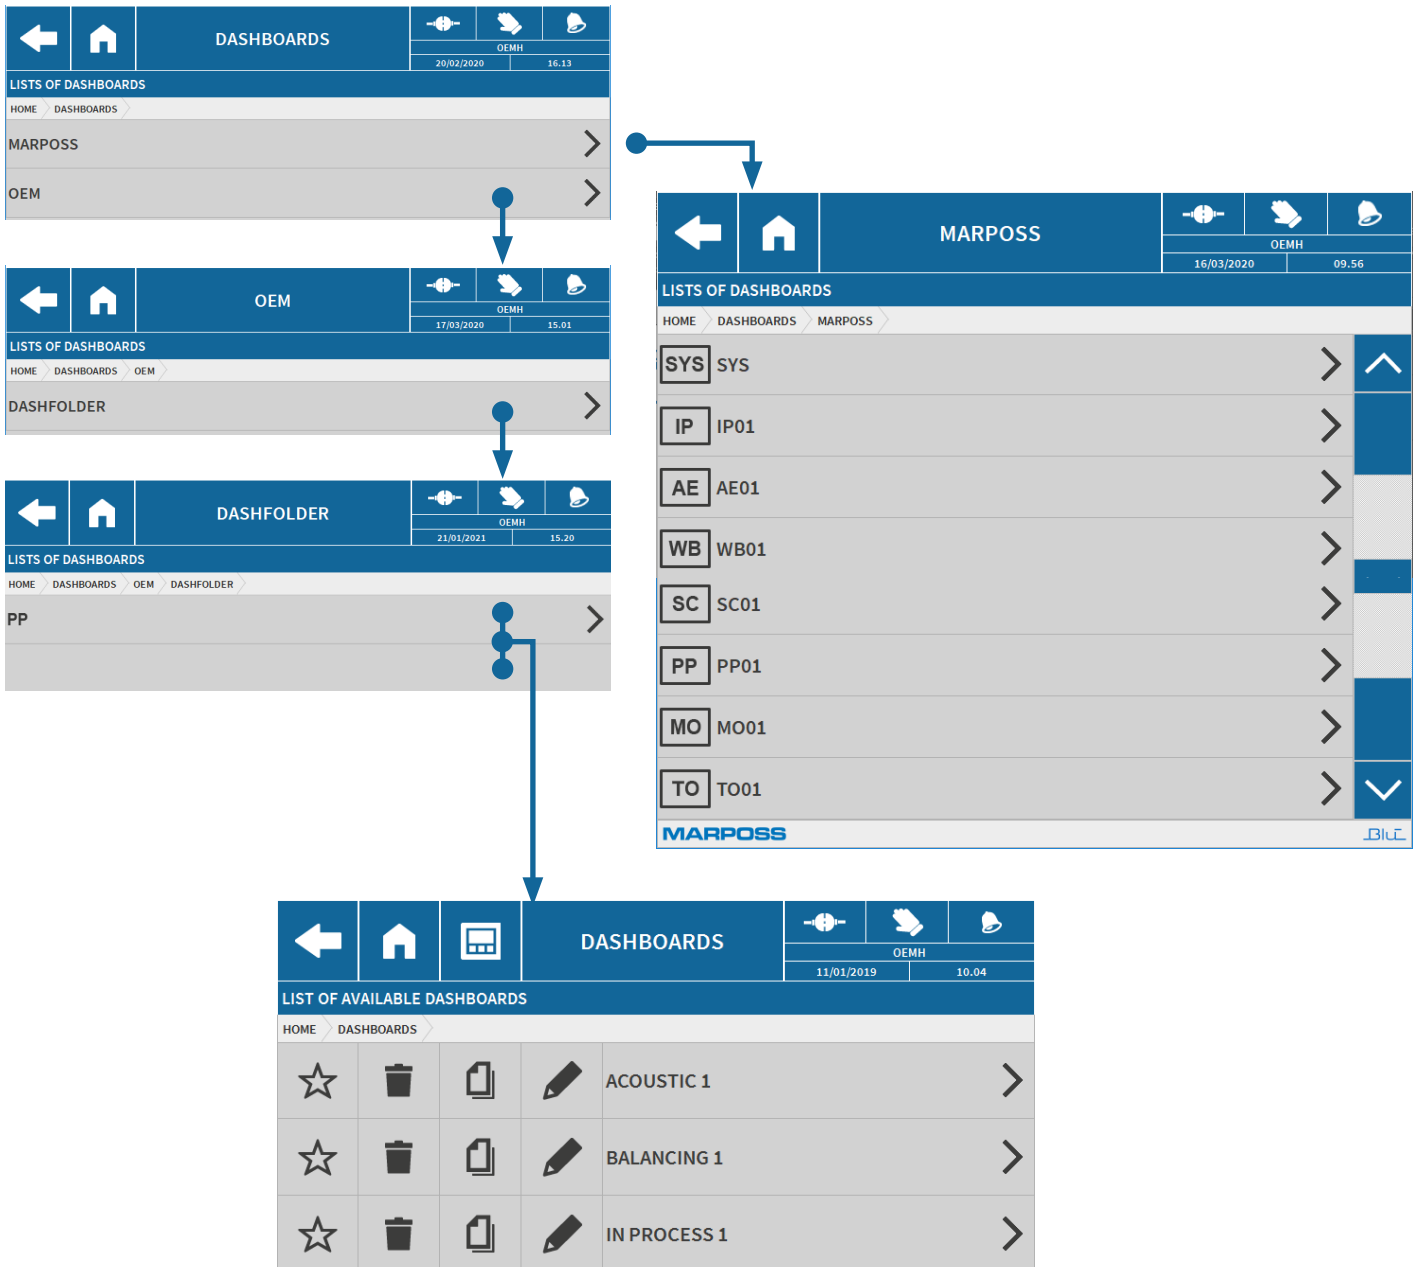 DASHBOARDS
OEMH
20/02/2020 16.13
LISTS OF DASHBOARDS
HOME DASHBOARDS
MARPOSS
OEM
OEM
OEMH
17/03/2020 15.01
LISTS OF DASHBOARDS
HOME DASHBOARDS OEM
DASHFOLDER
DASHFOLDER
OEMH
21/01/2021 15.20
LISTS OF DASHBOARDS
HOME DASHBOARDS OEM DASHFOLDER
PP
MARPOSS
OEMH
16/03/2020 09.56
LISTS OF DASHBOARDS
HOME DASHBOARDS MARPOSS
SYS SYS
IP IP01
AE AE01
WB WB01
SC SC01
PP PP01
MO MO01
TO TO01
MARPOSS BLÚ
DASHBOARDS
OEMH
11/01/2019 10.04
LIST OF AVAILABLE DASHBOARDS
HOME DASHBOARDS
ACOUSTIC 1
BALANCING 1
IN PROCESS 1